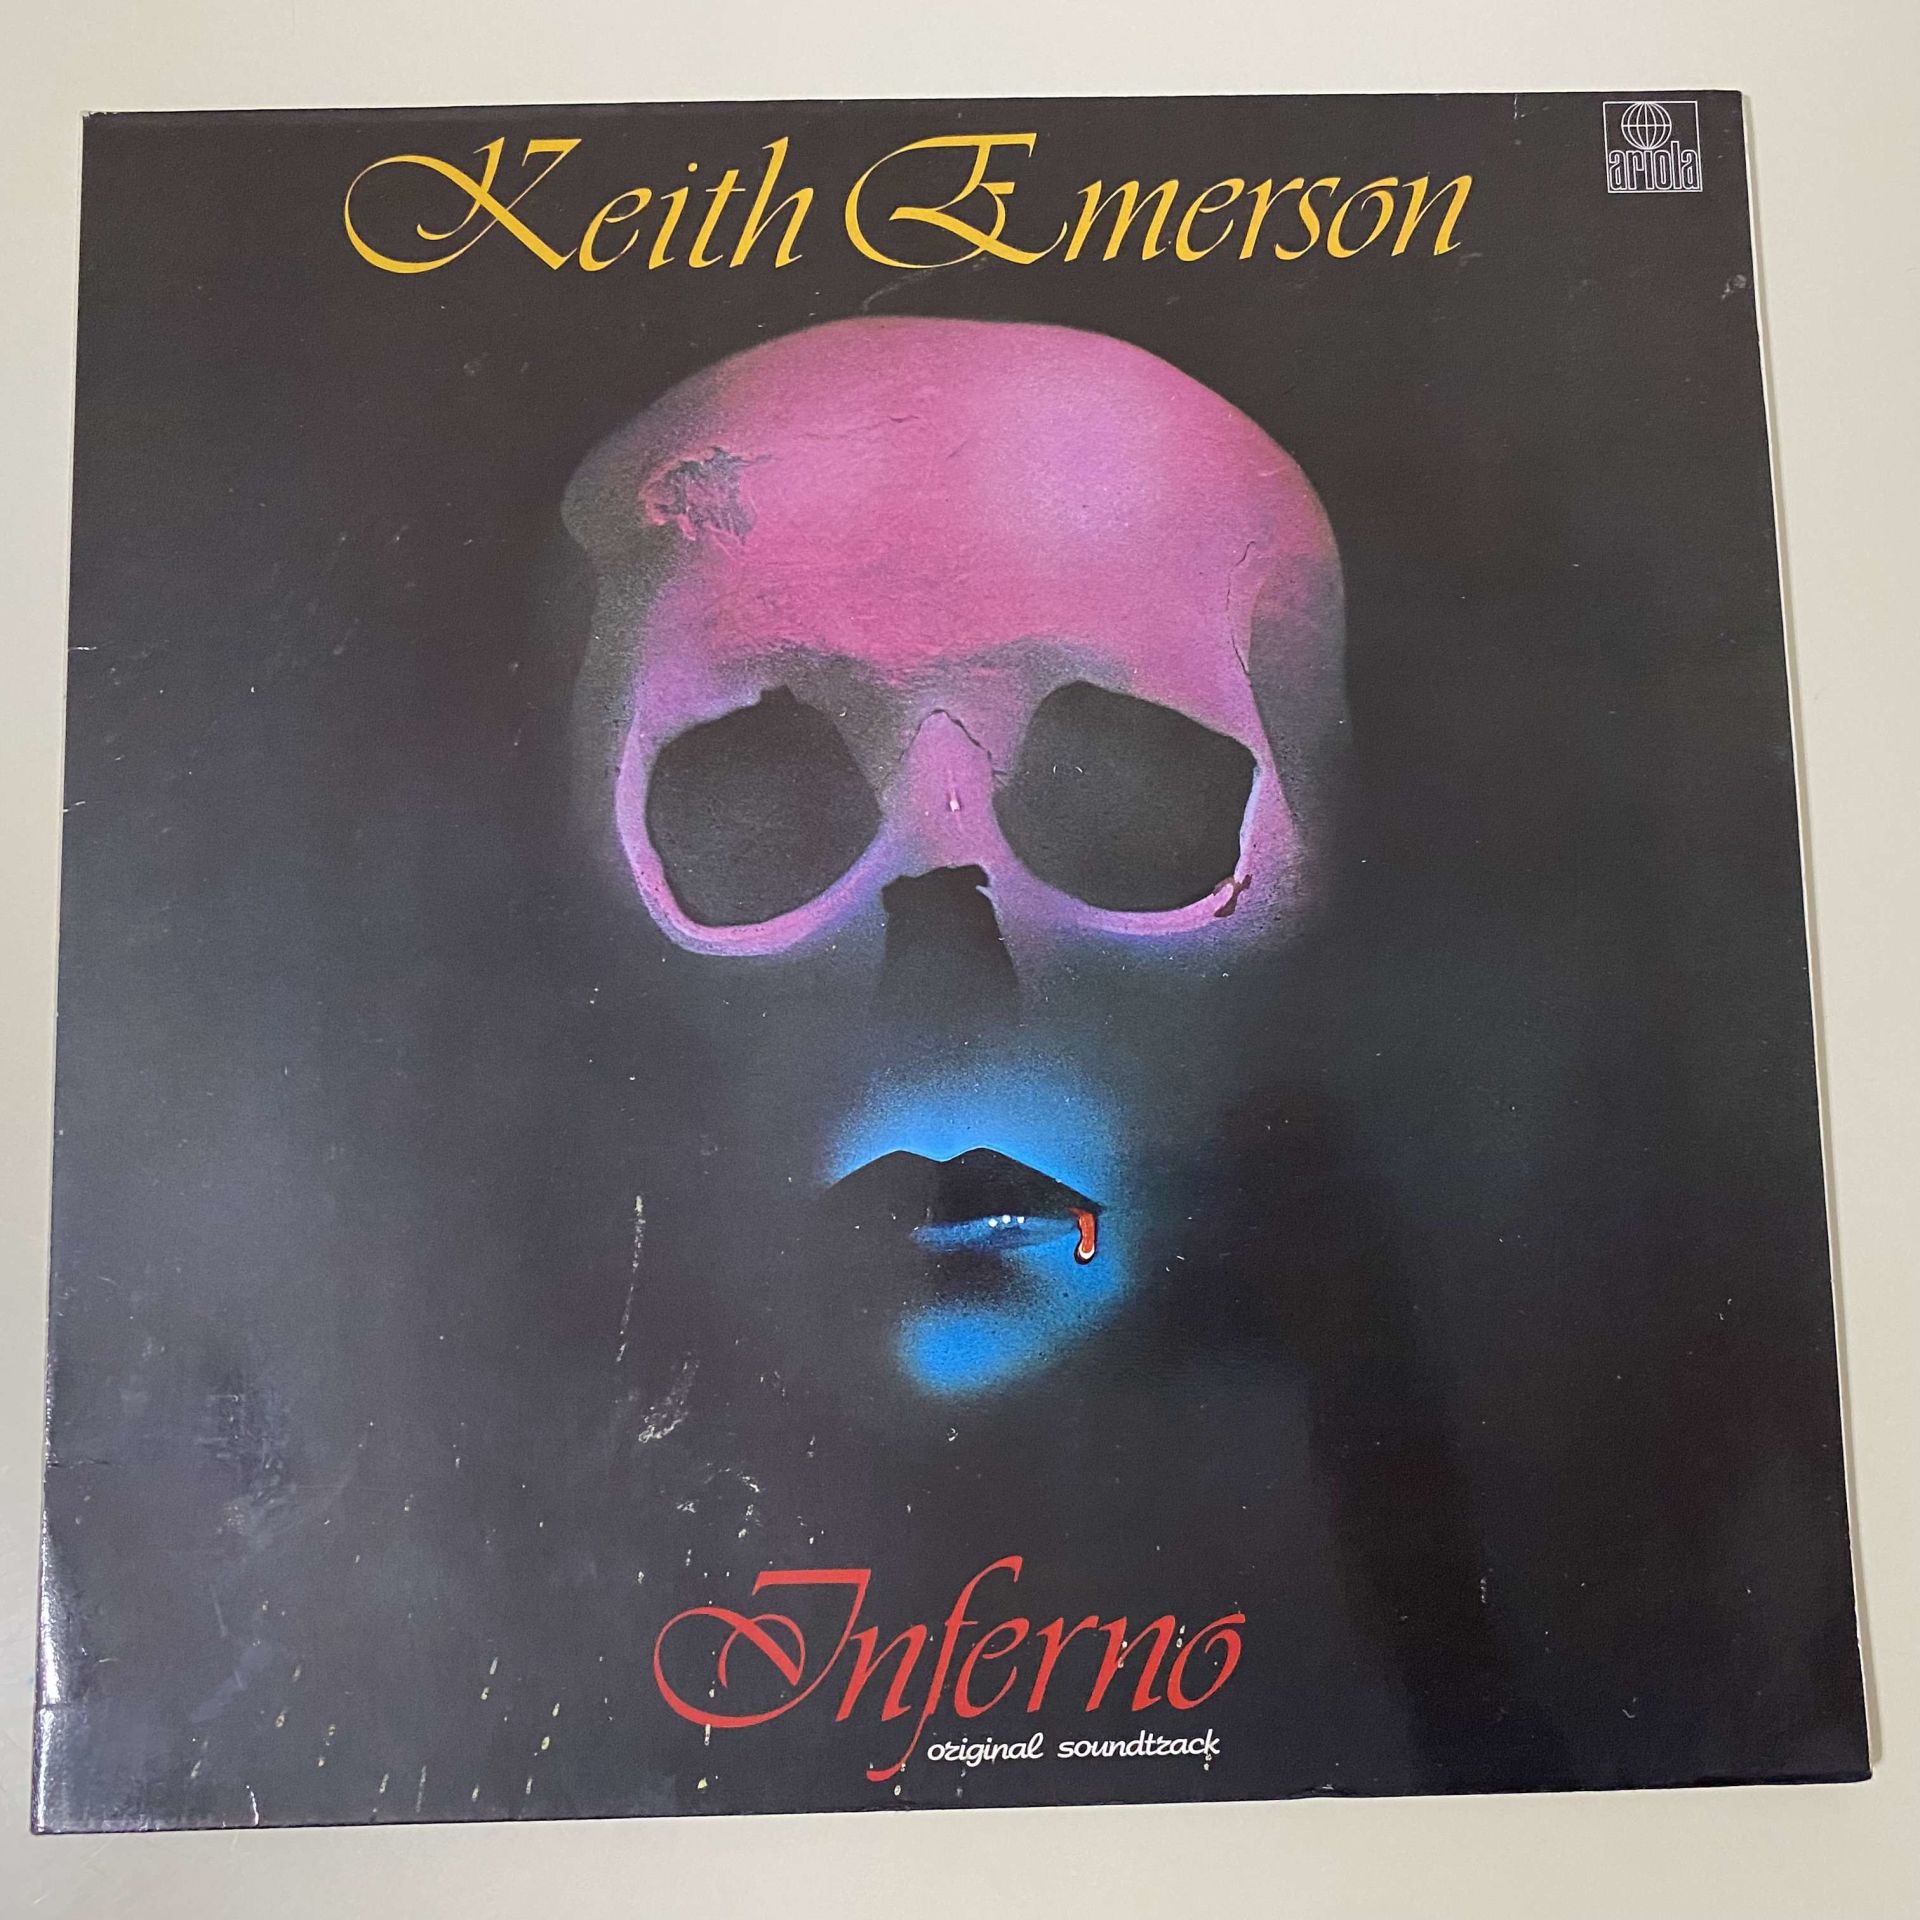 Keith Emerson
ariola
Inferno
original soundtrack